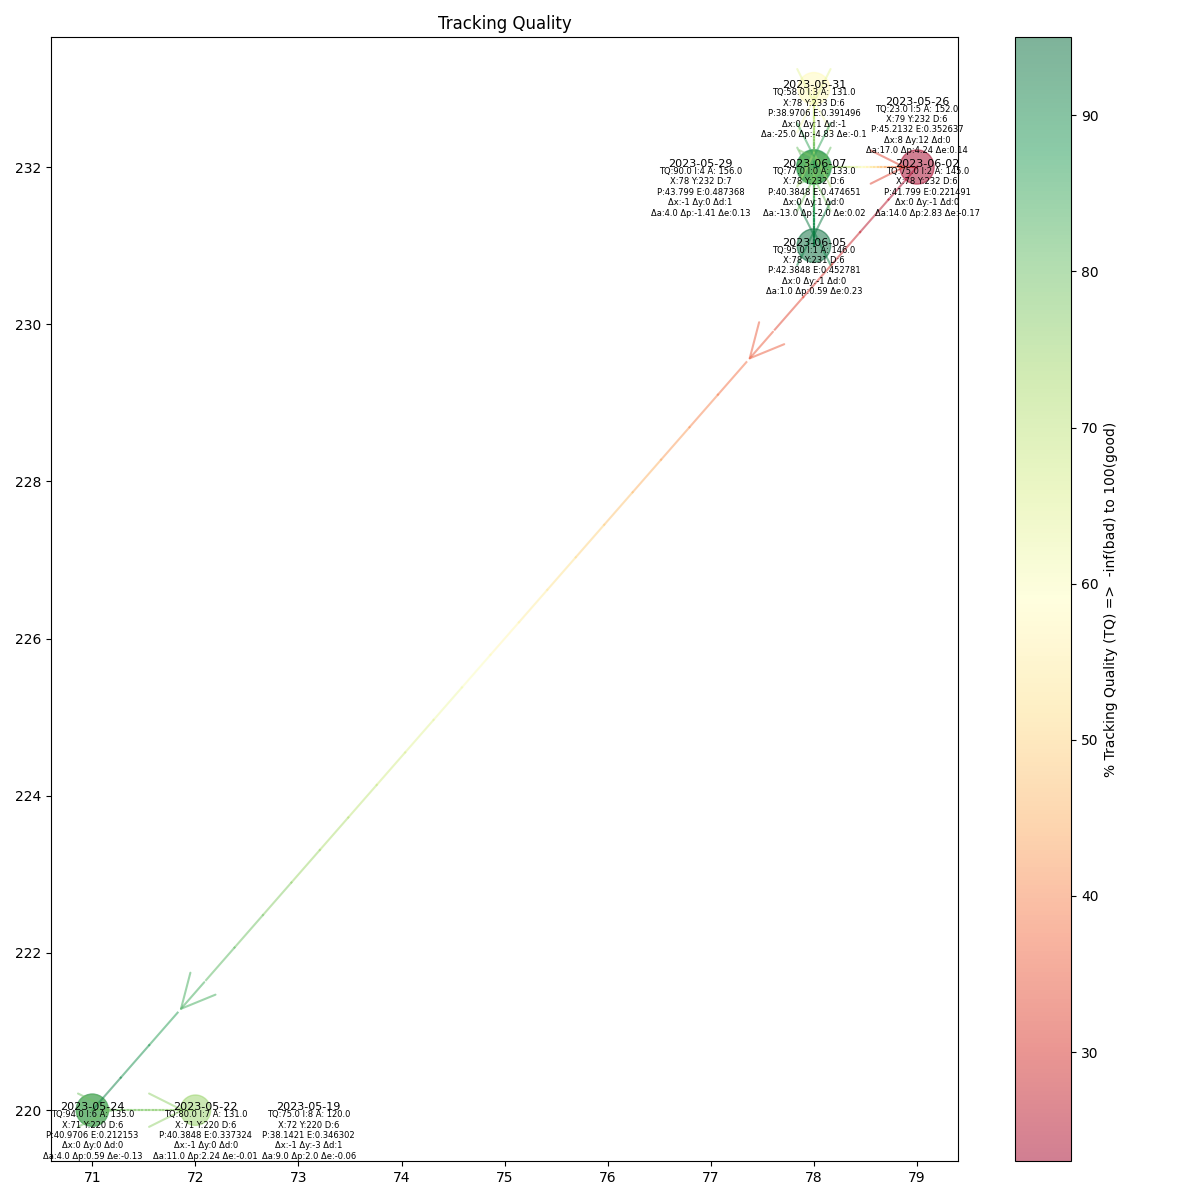 Tracking Quality
2023-05-31
TQ:58.0 I:3 A: 131.0
X:78 Y:233 D:6
P:38.9706 E:0.391496
Δx:0 Δy:1 Δd:-1
Δa:-25.0 Δp:-4.83 Δe:-0.1
2023-05-26
TQ:23.0 I:5 A: 152.0
X:79 Y:232 D:6
P:45.2132 E:0.352637
Δx:8 Δy:12 Δd:0
Δa:17.0 Δp:4.24 Δe:0.14
2023-05-29
TQ:90.0 I:4 A: 156.0
X:78 Y:232 D:7
P:43.799 E:0.487368
Δx:-1 Δy:0 Δd:1
Δa:4.0 Δp:-1.41 Δe:0.13
2023-06-07
TQ:77.0 I:0 A: 133.0
X:78 Y:232 D:6
P:40.3848 E:0.474651
Δx:0 Δy:1 Δd:0
Δa:-13.0 Δp:-2.0 Δe:0.02
2023-06-02
TQ:75.0 I:2 A: 145.0
X:78 Y:232 D:6
P:41.799 E:0.221491
Δx:0 Δy:-1 Δd:0
Δa:14.0 Δp:2.83 Δe:-0.17
2023-06-05
TQ:95.0 I:1 A: 146.0
X:78 Y:231 D:6
P:42.3848 E:0.452781
Δx:0 Δy:-1 Δd:0
Δa:1.0 Δp:0.59 Δe:0.23
2023-05-24
TQ:94.0 I:6 A: 135.0
X:71 Y:220 D:6
P:40.9706 E:0.212153
Δx:0 Δy:0 Δd:0
Δa:4.0 Δp:0.59 Δe:-0.13
2023-05-22
TQ:80.0 I:7 A: 131.0
X:71 Y:220 D:6
P:40.3848 E:0.337324
Δx:-1 Δy:0 Δd:0
Δa:11.0 Δp:2.24 Δe:-0.01
2023-05-19
TQ:75.0 I:8 A: 120.0
X:72 Y:220 D:6
P:38.1421 E:0.346302
Δx:-1 Δy:-3 Δd:1
Δa:9.0 Δp:2.0 Δe:-0.06
232
230
228
226
224
222
220
71 72 73 74 75 76 77 78 79
90
80
70
60
50
40
30
% Tracking Quality (TQ) => -inf(bad) to 100(good)